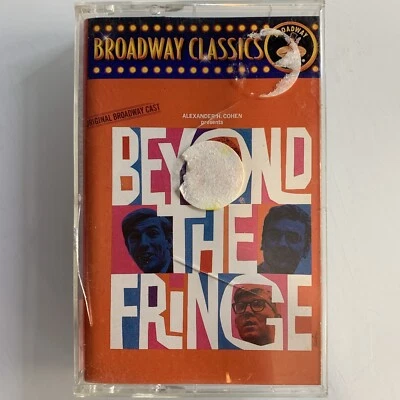 BROADWAY CLASSICS
BROADWAY
ORIGINAL BROADWAY CAST
ALEXANDER H. COHEN
presents
BEYOND
THE
FRiNGE